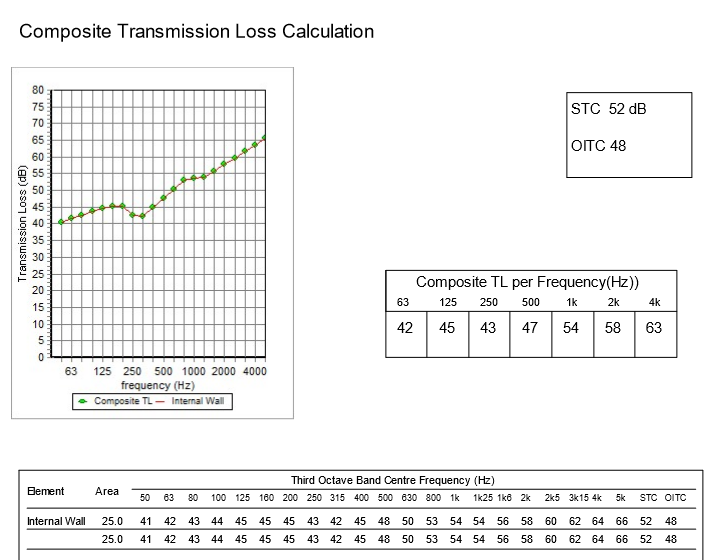 Composite Transmission Loss Calculation
80
75
70
65
60
55
50
45
40
35
30
25
20
15
10
5
0
Transmission Loss (dB)
63 125 250 500 1000 2000 4000
frequency (Hz)
Composite TL Internal Wall
STC 52 dB
OITC 48
Composite TL per Frequency(Hz))
63 125 250 500 1k 2k 4k
42 45 43 47 54 58 63
Third Octave Band Centre Frequency (Hz)
Element Area 50 63 80 100 125 160 200 250 315 400 500 630 800 1k 1k25 1k6 2k 2k5 3k15 4k 5k STC OITC
Internal Wall 25.0 41 42 43 44 45 45 45 43 42 45 48 50 53 54 54 56 58 60 62 64 66 52 48
25.0 41 42 43 44 45 45 45 43 42 45 48 50 53 54 54 56 58 60 62 64 66 52 48